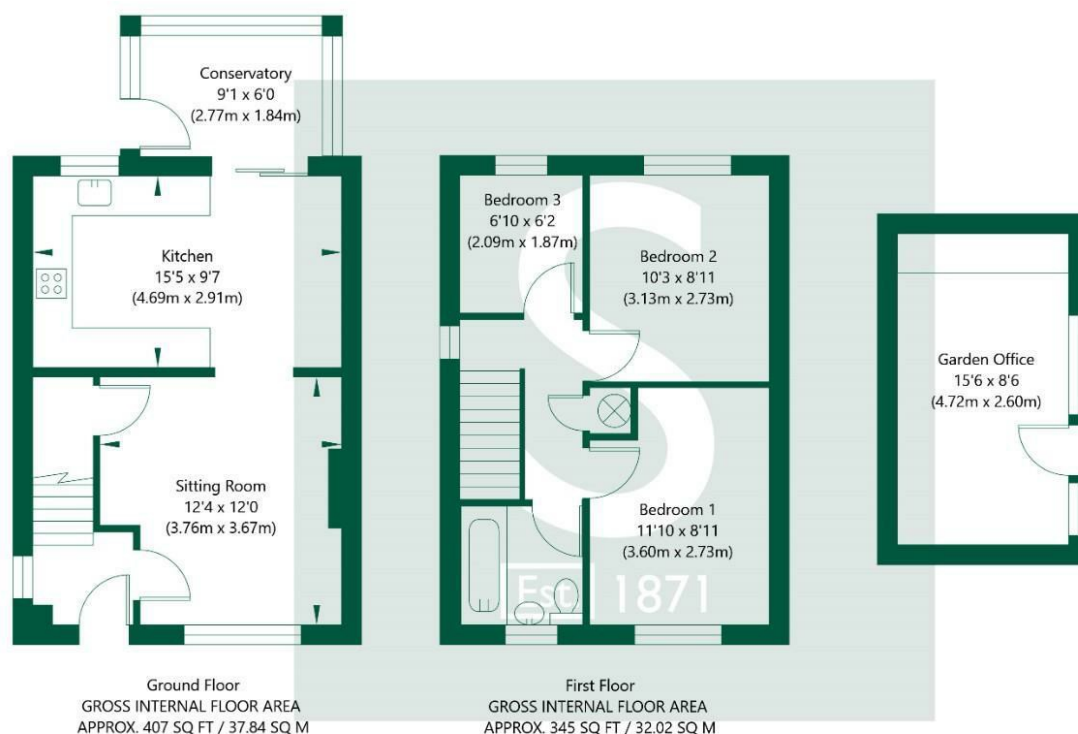 Conservatory
9'1 x 6'0
(2.77m x 1.84m)
Kitchen
15'5 x 9'7
(4.69m x 2.91m)
Sitting Room
12'4 x 12'0
(3.76m x 3.67m)
Ground Floor
GROSS INTERNAL FLOOR AREA
APPROX. 407 SQ FT / 37.84 SQ M
Bedroom 3
6'10 x 6'2
(2.09m x 1.87m)
Bedroom 2
10'3 x 8'11
(3.13m x 2.73m)
Bedroom 1
11'10 x 8'11
(3.60m x 2.73m)
S
Est 1871
First Floor
GROSS INTERNAL FLOOR AREA
APPROX. 345 SQ FT / 32.02 SQ M
Garden Office
15'6 x 8'6
(4.72m x 2.60m)